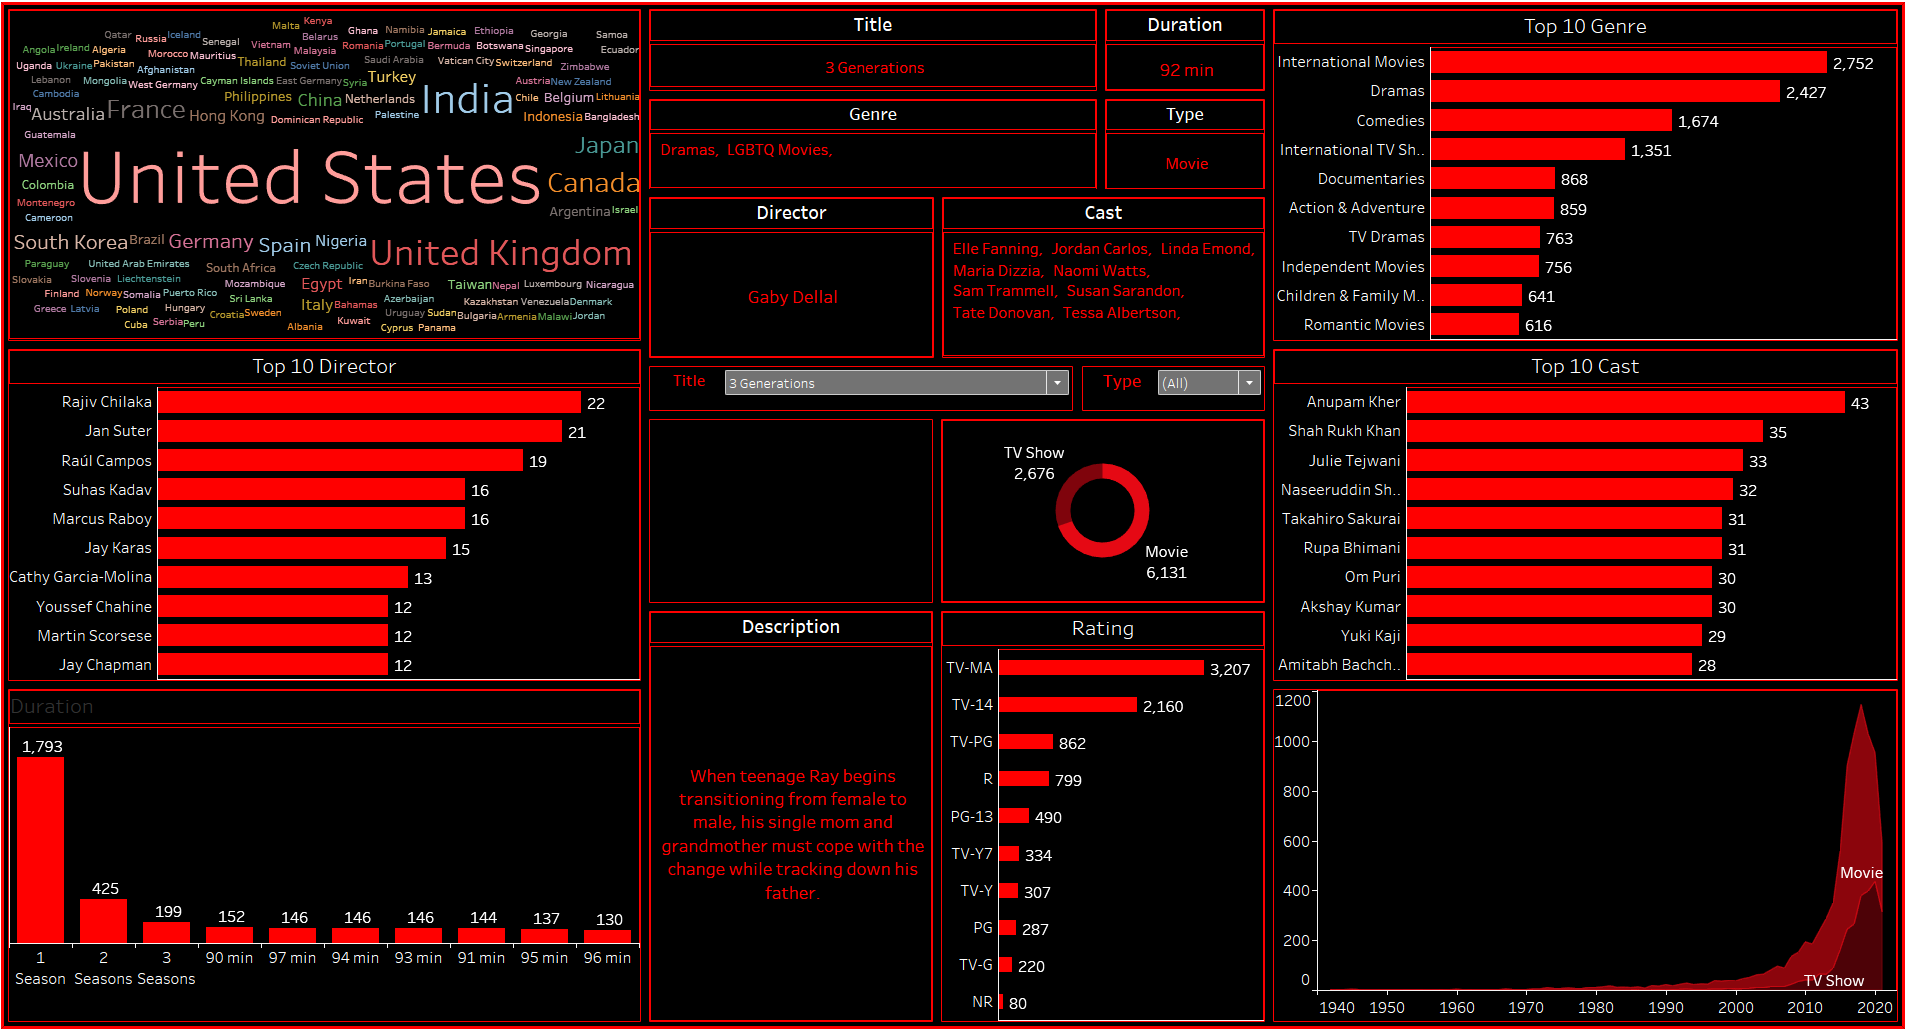 Malta Kenya
Qatar Russia Iceland Senegal Belarus Ghana Namibia Jamaica Ethiopia Georgia Samoa
Angola Ireland Algeria Morocco Mauritius Vietnam Malaysia Romania Portugal Bermuda Botswana Singapore Ecuador
Uganda Ukraine Pakistan Afghanistan Thailand Soviet Union Saudi Arabia Vatican City Switzerland Zimbabwe
Lebanon Mongolia West Germany Cayman Islands East Germany Syria Turkey Austria New Zealand
Cambodia Philippines China Netherlands India Chile Belgium Lithuania
Iraq Australia France Hong Kong Dominican Republic Palestine Indonesia Bangladesh
Guatemala
Mexico United States Japan
Colombia Canada
Montenegro
Cameroon Argentina Israel
South Korea Brazil Germany Spain Nigeria United Kingdom
Paraguay United Arab Emirates South Africa Czech Republic
Slovakia Slovenia Liechtenstein Mozambique Egypt Iran Burkina Faso Taiwan Nepal Luxembourg Nicaragua
Finland Norway Somalia Puerto Rico Sri Lanka Italy Bahamas Azerbaijan Kazakhstan Venezuela Denmark
Greece Latvia Poland Hungary Croatia Sweden Uruguay Sudan Bulgaria Armenia Malawi Jordan
Cuba Serbia Peru Albania Kuwait Cyprus Panama
Title
3 Generations
Duration
92 min
Genre
Dramas, LGBTQ Movies,
Type
Movie
Director
Gaby Dellal
Cast
Elle Fanning, Jordan Carlos, Linda Emond,
Maria Dizzia, Naomi Watts,
Sam Trammell, Susan Sarandon,
Tate Donovan, Tessa Albertson,
Title 3 Generations
Type (All)
Top 10 Genre
International Movies 2,752
Dramas 2,427
Comedies 1,674
International TV Sh.. 1,351
Documentaries 868
Action & Adventure 859
TV Dramas 763
Independent Movies 756
Children & Family M.. 641
Romantic Movies 616
Top 10 Director
Rajiv Chilaka 22
Jan Suter 21
Raúl Campos 19
Suhas Kadav 16
Marcus Raboy 16
Jay Karas 15
Cathy Garcia-Molina 13
Youssef Chahine 12
Martin Scorsese 12
Jay Chapman 12
TV Show
2,676
Movie
6,131
Top 10 Cast
Anupam Kher 43
Shah Rukh Khan 35
Julie Tejwani 33
Naseeruddin Sh.. 32
Takahiro Sakurai 31
Rupa Bhimani 31
Om Puri 30
Akshay Kumar 30
Yuki Kaji 29
Amitabh Bachch.. 28
Duration
1,793 425 199 152 146 146 146 144 137 130
1 2 3 90 min 97 min 94 min 93 min 91 min 95 min 96 min
Season Seasons Seasons
Description
When teenage Ray begins
transitioning from female to
male, his single mom and
grandmother must cope with the
change while tracking down his
father.
Rating
TV-MA 3,207
TV-14 2,160
TV-PG 862
R 799
PG-13 490
TV-Y7 334
TV-Y 307
PG 287
TV-G 220
NR 80
1200
1000
800
600
400
200
0
Movie
TV Show
1940 1950 1960 1970 1980 1990 2000 2010 2020